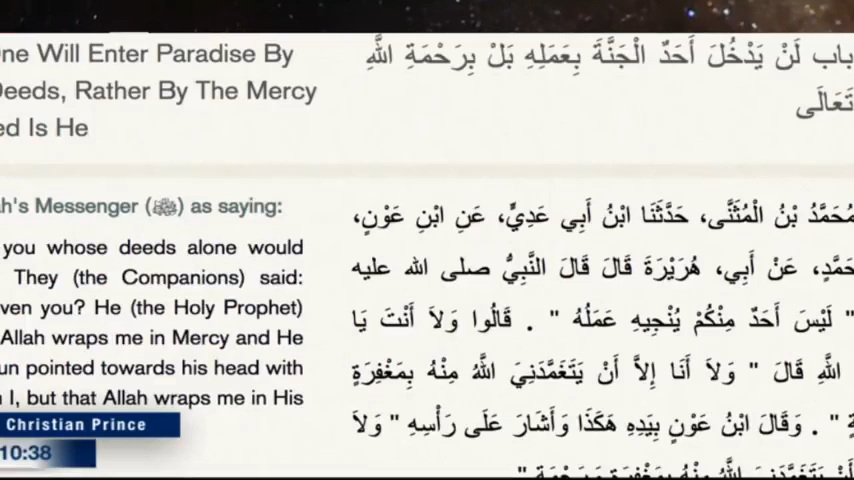 ne Will Enter Paradise By
Deeds, Rather By The Mercy
ed Is He
باب لَنْ يَدْخُلَ أَحَدٌ الْجَنَّةَ بِعَمَلِهِ بَلْ بِرَحْمَةِ اللَّهِ
تَعَالَى
ah's Messenger (ﷺ) as saying:
you whose deeds alone would
They (the Companions) said:
ven you? He (the Holy Prophet)
Allah wraps me in Mercy and He
un pointed towards his head with
I, but that Allah wraps me in His
مُحَمَّدُ بْنُ الْمُثَنَّى، حَدَّثَنَا ابْنُ أَبِي عَدِيٍّ، عَنِ ابْنِ عَوْنٍ،
حَمَّدٍ، عَنْ أَبِي، هُرَيْرَةَ قَالَ قَالَ النَّبِيُّ صلى الله عليه
" لَيْسَ أَحَدٌ مِنْكُمْ يُنْجِيهِ عَمَلُهُ " . قَالُوا وَلاَ أَنْتَ يَا
اللَّهِ قَالَ " وَلاَ أَنَا إِلاَّ أَنْ يَتَغَمَّدَنِيَ اللَّهُ مِنْهُ بِمَغْفِرَةٍ
" . وَقَالَ ابْنُ عَوْنٍ بِيَدِهِ هَكَذَا وَأَشَارَ عَلَى رَأْسِهِ " وَلاَ
يَتَغَمَّدَنِيَ اللَّهُ مِنْهُ بِمَغْفِرَةٍ وَرَحْمَةٍ "
Christian Prince
10:38